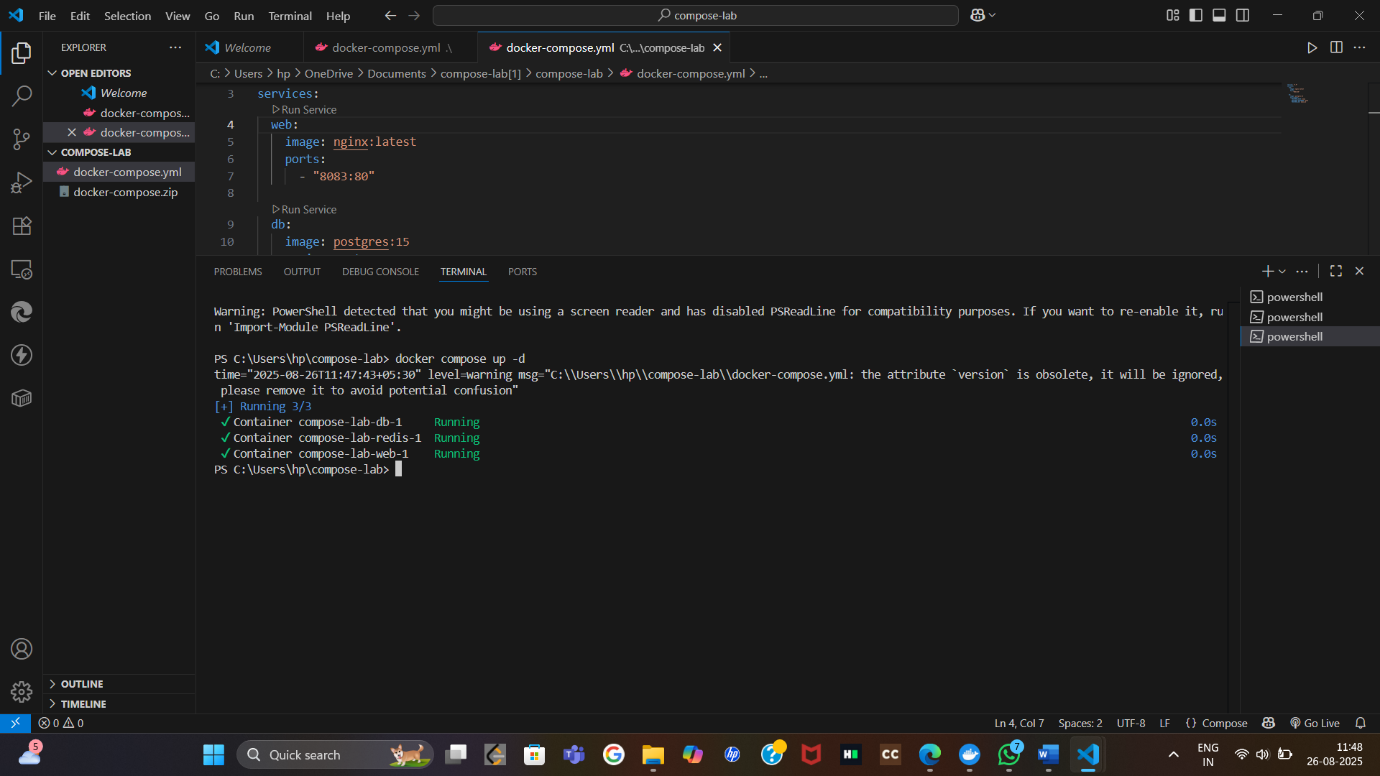 File Edit Selection View Go Run Terminal Help
compose-lab
EXPLORER
OPEN EDITORS
Welcome
docker-compos...
docker-compos...
COMPOSE-LAB
docker-compose.yml
docker-compose.zip
OUTLINE
TIMELINE
Welcome
docker-compose.yml .\
docker-compose.yml C:\...\compose-lab
C: > Users > hp > OneDrive > Documents > compose-lab[1] > compose-lab > docker-compose.yml > ...
3 services:
Run Service
4 web:
5 image: nginx:latest
6 ports:
7 - "8083:80"
8
Run Service
9 db:
10 image: postgres:15
PROBLEMS OUTPUT DEBUG CONSOLE TERMINAL PORTS
powershell
powershell
powershell
Warning: PowerShell detected that you might be using a screen reader and has disabled PSReadLine for compatibility purposes. If you want to re-enable it, ru
n 'Import-Module PSReadLine'.
PS C:\Users\hp\compose-lab> docker compose up -d
time="2025-08-26T11:47:43+05:30" level=warning msg="C:\\Users\\hp\\compose-lab\\docker-compose.yml: the attribute `version` is obsolete, it will be ignored,
please remove it to avoid potential confusion"
[+] Running 3/3
✔Container compose-lab-db-1 Running 0.0s
✔Container compose-lab-redis-1 Running 0.0s
✔Container compose-lab-web-1 Running 0.0s
PS C:\Users\hp\compose-lab>
0 0
Ln 4, Col 7 Spaces: 2 UTF-8 LF {} Compose Go Live
5
Quick search
CC
7
ENG
IN
11:48
26-08-2025